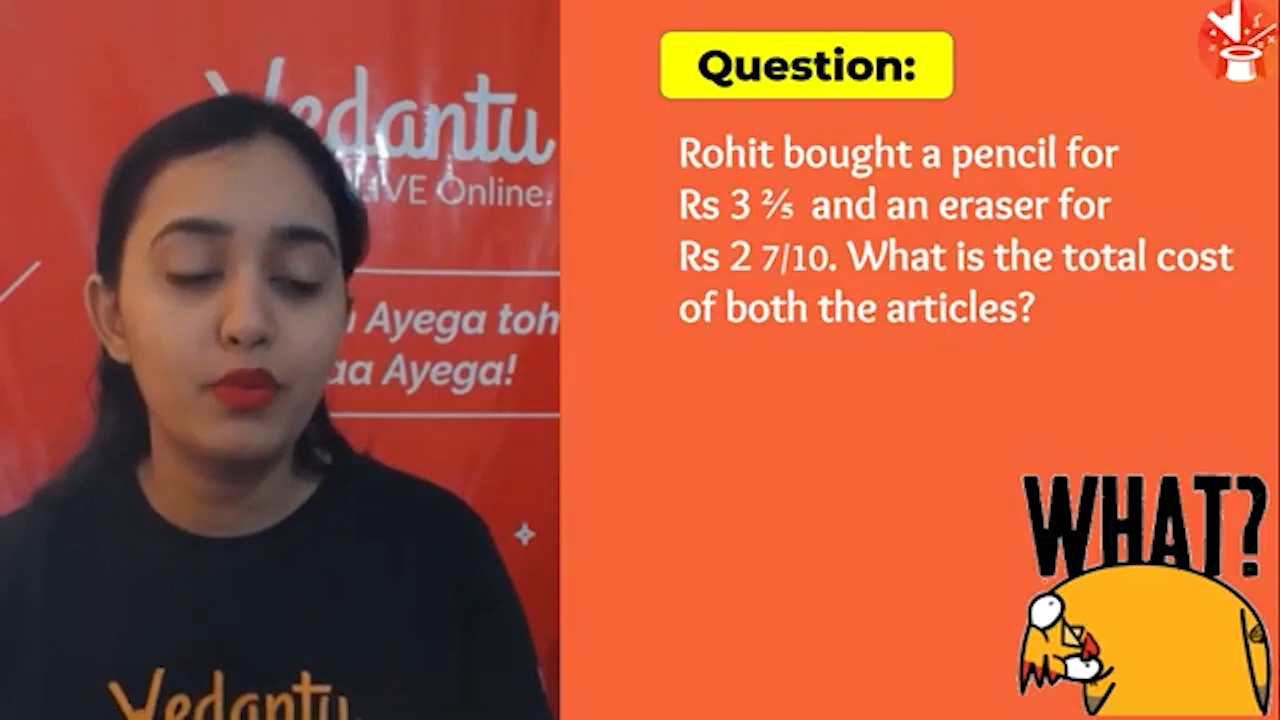 Vedantu
LIVE Online.
Ayega toh
aa Ayega!
Vedantu
Question:
Rohit bought a pencil for
Rs 3 ⅖ and an eraser for
Rs 2 7/10. What is the total cost
of both the articles?
WHAT?